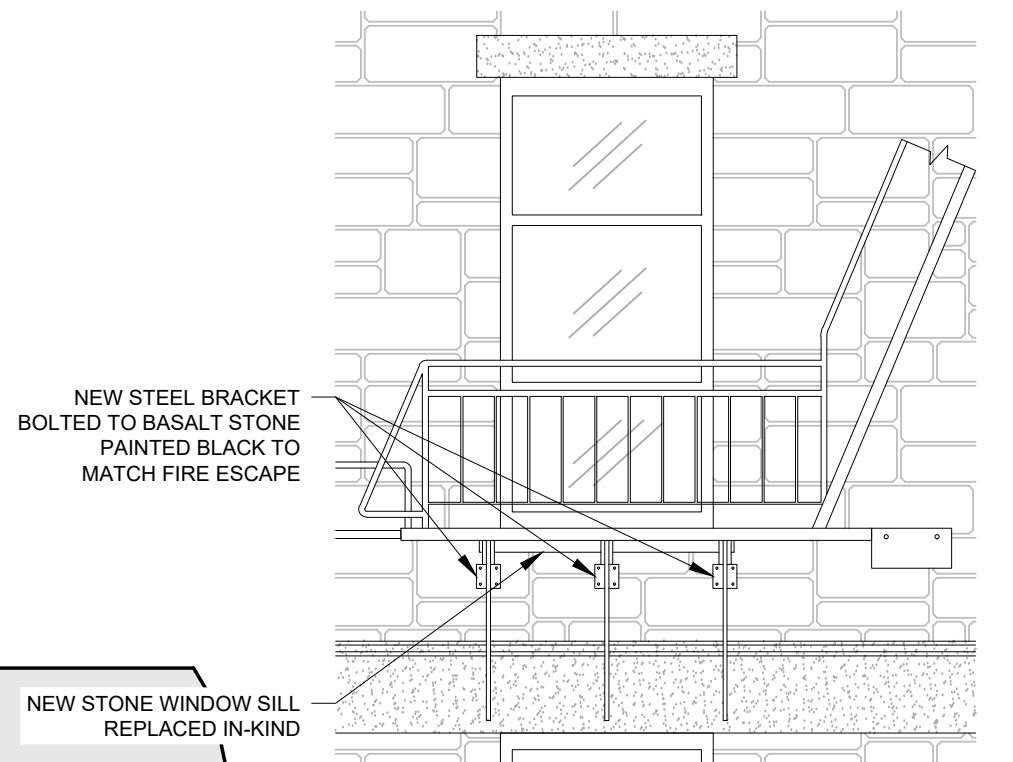 NEW STEEL BRACKET
BOLTED TO BASALT STONE
PAINTED BLACK TO
MATCH FIRE ESCAPE
NEW STONE WINDOW SILL
REPLACED IN-KIND